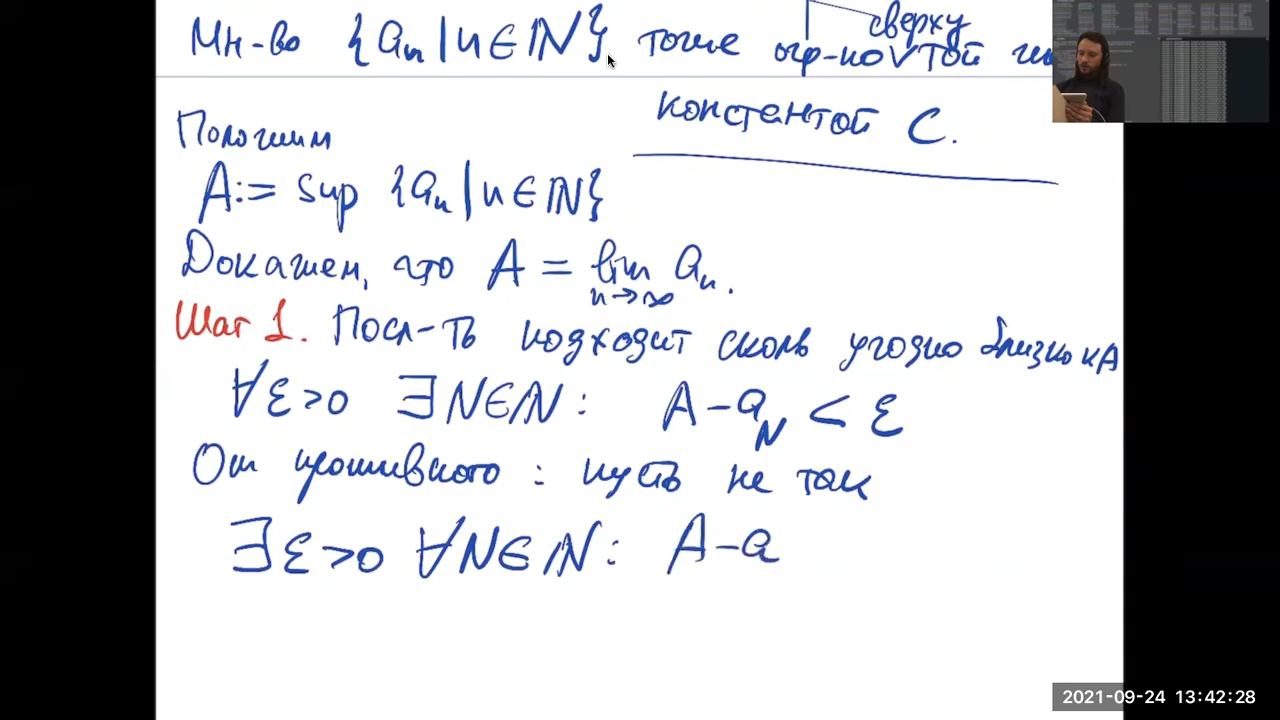 Мн-во {aₙ | n ∈ ℕ} тоже огр-но сверху той же
константой C.
Положим
A := sup {aₙ | n ∈ ℕ}
Докажем, что A = lim aₙ.
n→∞
Шаг 1. Посл-ть подходит сколь угодно близко к A
∀ε>0 ∃N∈ℕ: A − a_N < ε
От противного: пусть не так
∃ε>0 ∀N∈ℕ: A − a
2021-09-24 13:42:28